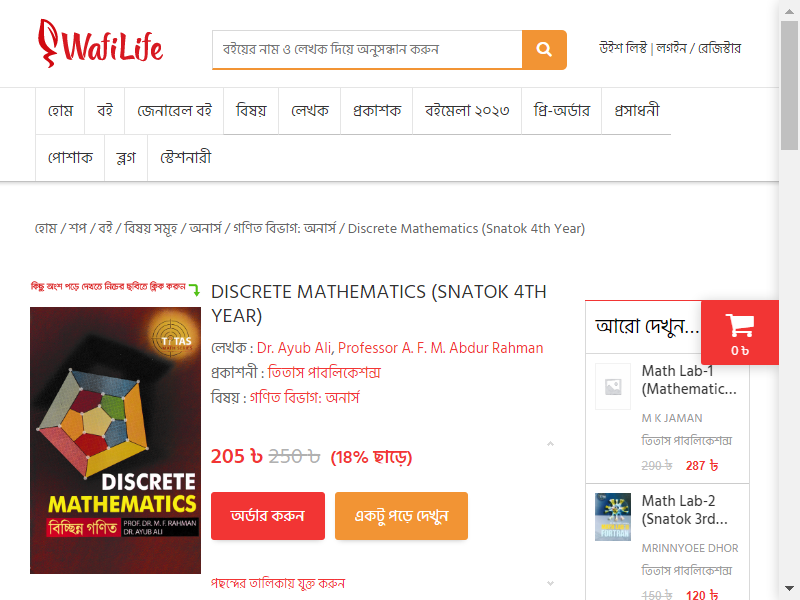 WafiLife
বইয়ের নাম ও লেখক দিয়ে অনুসন্ধান করুন
উইশ লিস্ট | লগইন / রেজিস্টার
হোম বই জেনারেল বই বিষয় লেখক প্রকাশক বইমেলা ২০২৩ প্রি-অর্ডার প্রসাধনী
পোশাক ব্লগ স্টেশনারী
হোম / শপ / বই / বিষয় সমূহ / অনার্স / গণিত বিভাগ: অনার্স / Discrete Mathematics (Snatok 4th Year)
কিছু অংশ পড়ে দেখতে নিচের ছবিতে ক্লিক করুন
TITAS
DISCRETE
MATHEMATICS
বিচ্ছিন্ন গণিত PROF. DR. M. F. RAHMAN
DR. AYUB ALI
DISCRETE MATHEMATICS (SNATOK 4TH
YEAR)
লেখক : Dr. Ayub Ali, Professor A. F. M. Abdur Rahman
প্রকাশনী : তিতাস পাবলিকেশন্স
বিষয় : গণিত বিভাগ: অনার্স
205 ৳ 250 ৳ (18% ছাড়ে)
অর্ডার করুন একটু পড়ে দেখুন
পছন্দের তালিকায় যুক্ত করুন
আরো দেখুন...
0 ৳
Math Lab-1
(Mathematic...
M K JAMAN
তিতাস পাবলিকেশন্স
290 ৳ 287 ৳
Math Lab-2
(Snatok 3rd...
MRINNYOEE DHOR
তিতাস পাবলিকেশন্স
150 ৳ 120 ৳
FORTRAN